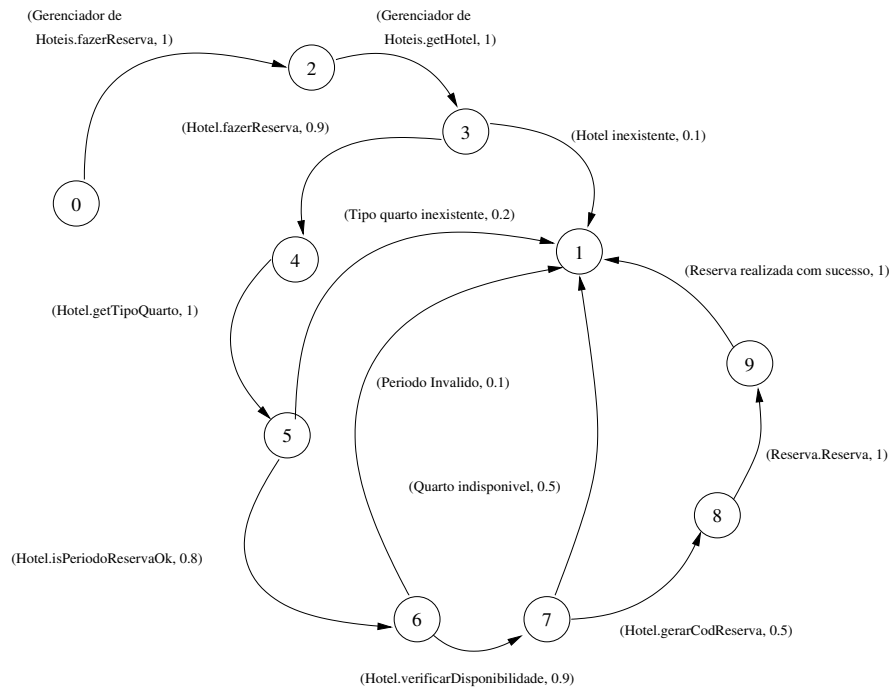 (Gerenciador de
Hoteis.fazerReserva, 1)
(Gerenciador de
Hoteis.getHotel, 1)
2
(Hotel.fazerReserva, 0.9)
3
(Hotel inexistente, 0.1)
0
(Tipo quarto inexistente, 0.2)
4
1
(Reserva realizada com sucesso, 1)
(Hotel.getTipoQuarto, 1)
9
(Periodo Invalido, 0.1)
5
(Reserva.Reserva, 1)
(Quarto indisponivel, 0.5)
8
(Hotel.isPeriodoReservaOk, 0.8)
6
7
(Hotel.gerarCodReserva, 0.5)
(Hotel.verificarDisponibilidade, 0.9)